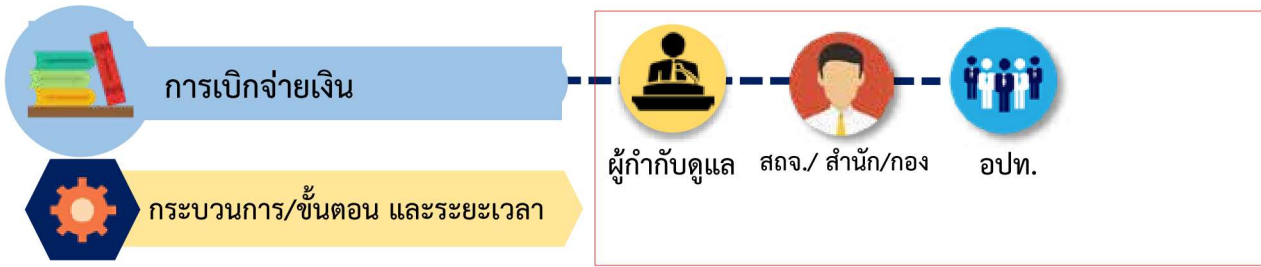 การเบิกจ่ายเงิน
ผู้กำกับดูแล
สถจ./ สำนัก/กอง
อปท.
กระบวนการ/ขั้นตอน และระยะเวลา